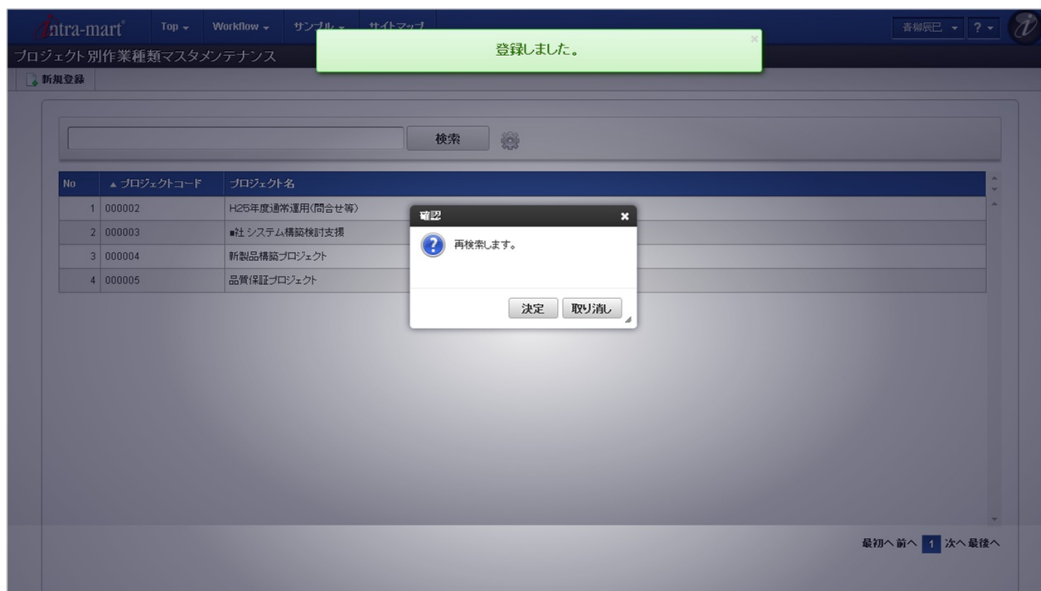 intra-mart Top Workflow サンプル サイトマップ 青柳辰巳 ?
登録しました。 ×
プロジェクト別作業種類マスタメンテナンス
新規登録
検索
No ▲ プロジェクトコード プロジェクト名
1 000002 H25年度通常運用(問合せ等)
2 000003 ■社 システム構築検討支援
3 000004 新製品構築プロジェクト
4 000005 品質保証プロジェクト
確認 ×
再検索します。
決定 取り消し
最初へ 前へ 1 次へ 最後へ